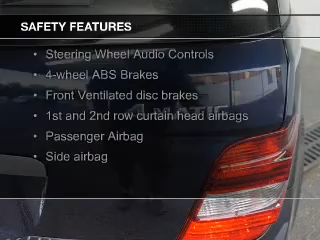 SAFETY FEATURES
• Steering Wheel Audio Controls
• 4-wheel ABS Brakes
• Front Ventilated disc brakes
• 1st and 2nd row curtain head airbags
• Passenger Airbag
• Side airbag
4MATIC